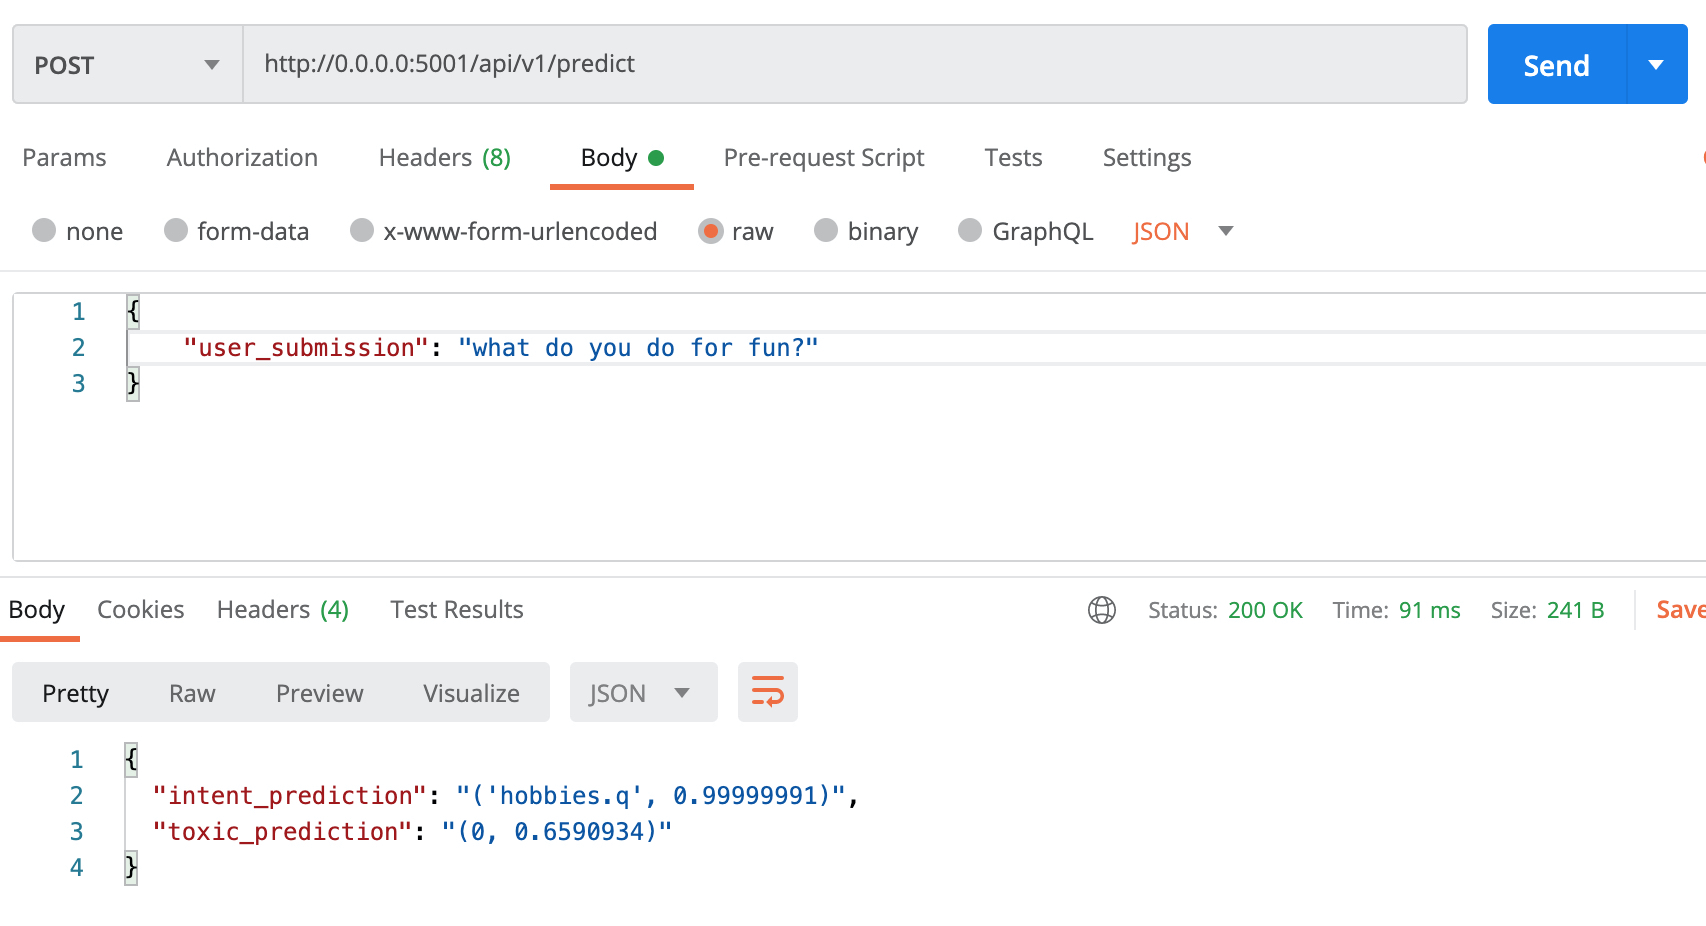 POST http://0.0.0.0:5001/api/v1/predict Send
Params Authorization Headers (8) Body Pre-request Script Tests Settings
none form-data x-www-form-urlencoded raw binary GraphQL JSON
1 {
2 "user_submission": "what do you do for fun?"
3 }
Body Cookies Headers (4) Test Results Status: 200 OK Time: 91 ms Size: 241 B Save
Pretty Raw Preview Visualize JSON
1 {
2 "intent_prediction": "('hobbies.q', 0.99999991)",
3 "toxic_prediction": "(0, 0.6590934)"
4 }